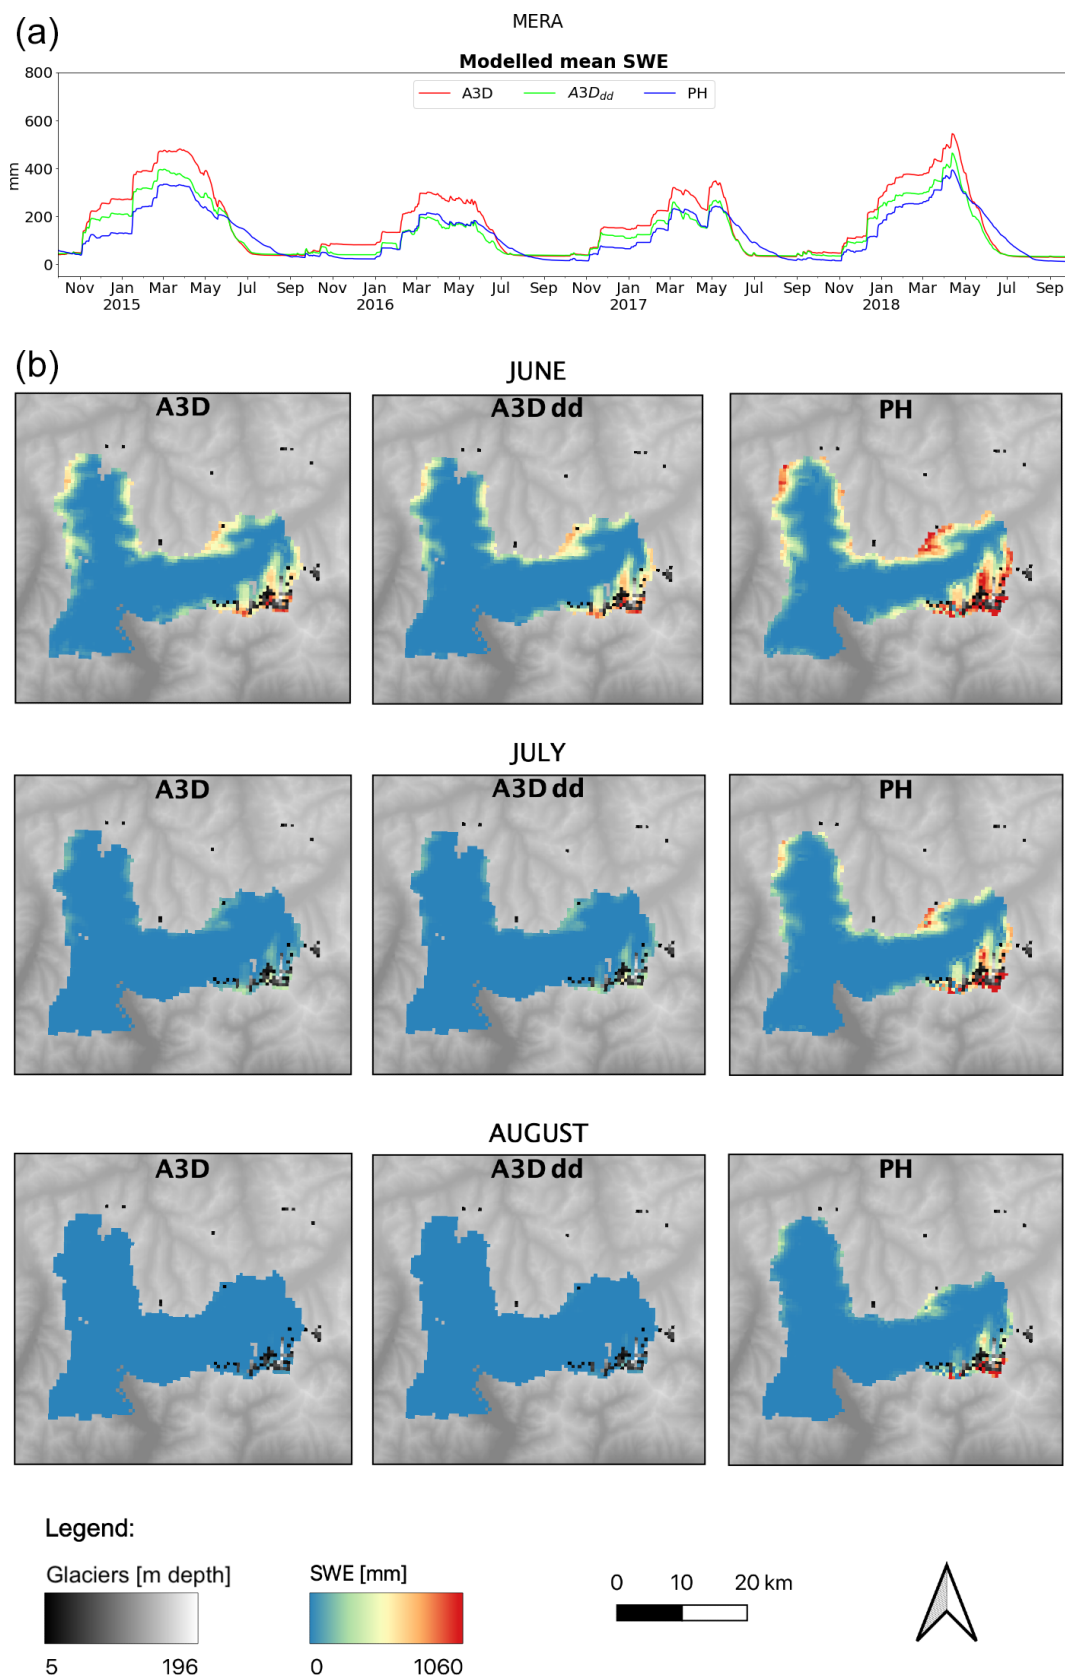 (a)
MERA
Modelled mean SWE
A3D A3Ddd PH
800
600
400
200
0
mm
Nov Jan Mar May Jul Sep Nov Jan Mar May Jul Sep Nov Jan Mar May Jul Sep Nov Jan Mar May Jul Sep
2015 2016 2017 2018
(b)
JUNE
A3D A3D dd PH
JULY
A3D A3D dd PH
AUGUST
A3D A3D dd PH
Legend:
Glaciers [m depth]
5 196
SWE [mm]
0 1060
0 10 20 km